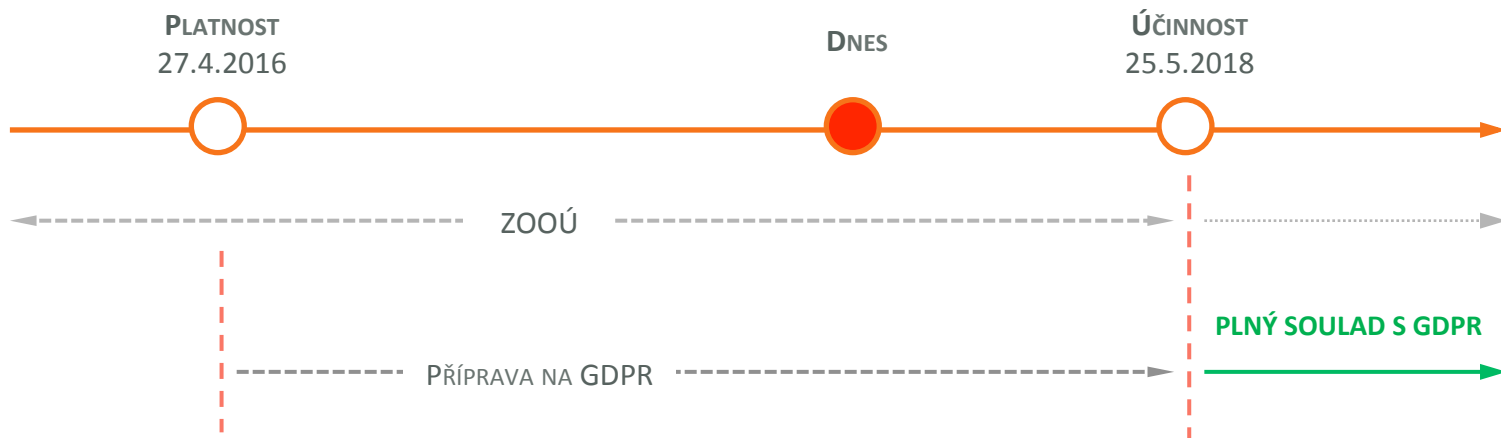 Platnost
27.4.2016
Dnes
Účinnost
25.5.2018
ZOOÚ
PLNÝ SOULAD S GDPR
Příprava na GDPR